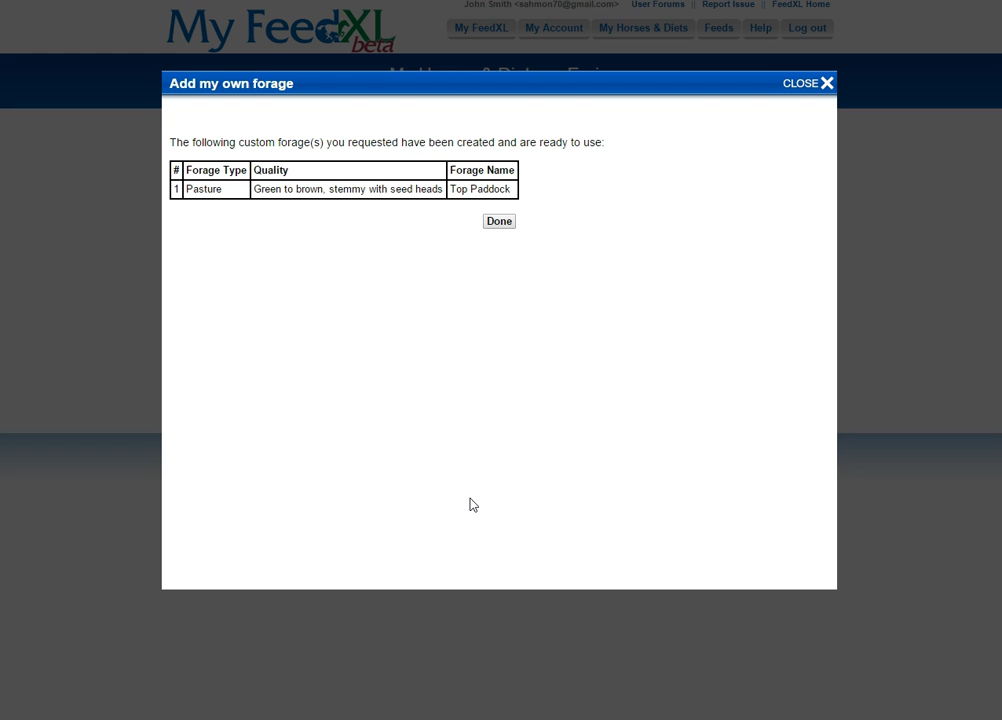 John Smith <sahmon70@gmail.com> User Forums || Report Issue || FeedXL Home
My FeedXL beta
My FeedXL My Account My Horses & Diets Feeds Help Log out
Add my own forage CLOSE
The following custom forage(s) you requested have been created and are ready to use:
# Forage Type Quality Forage Name
1 Pasture Green to brown, stemmy with seed heads Top Paddock
Done